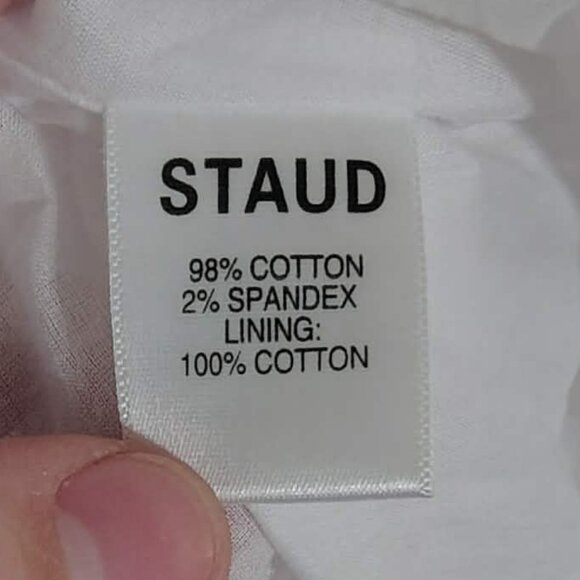 STAUD
98% COTTON
2% SPANDEX
LINING:
100% COTTON